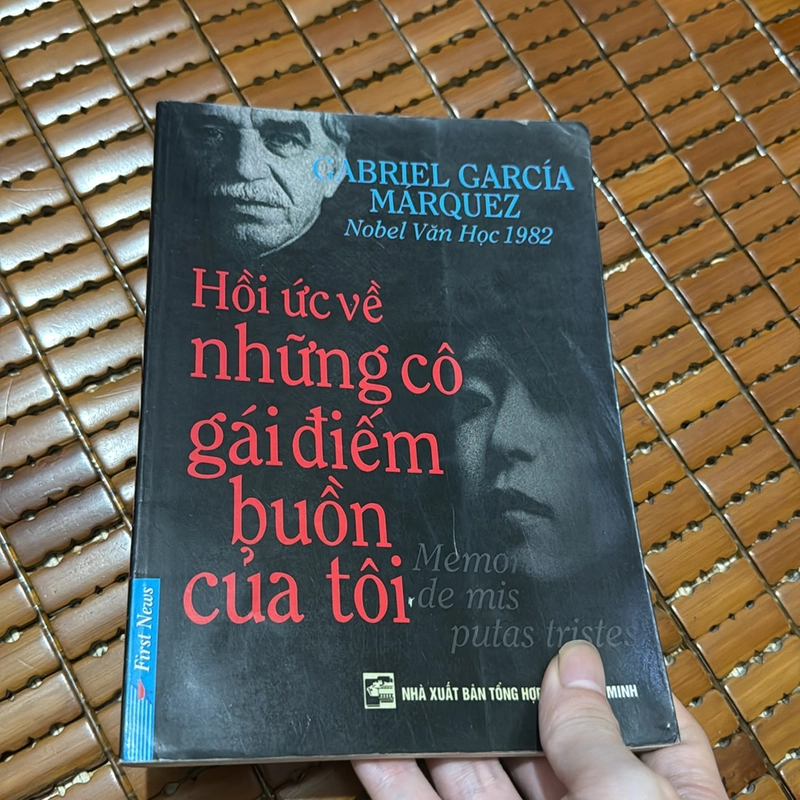 GABRIEL GARCÍA
MÁRQUEZ
Nobel Văn Học 1982
Hồi ức về
những cô
gái điếm
buồn
của tôi
de mis
putas tristes
First News
NHÀ XUẤT BẢN TỔNG HỢP MINH